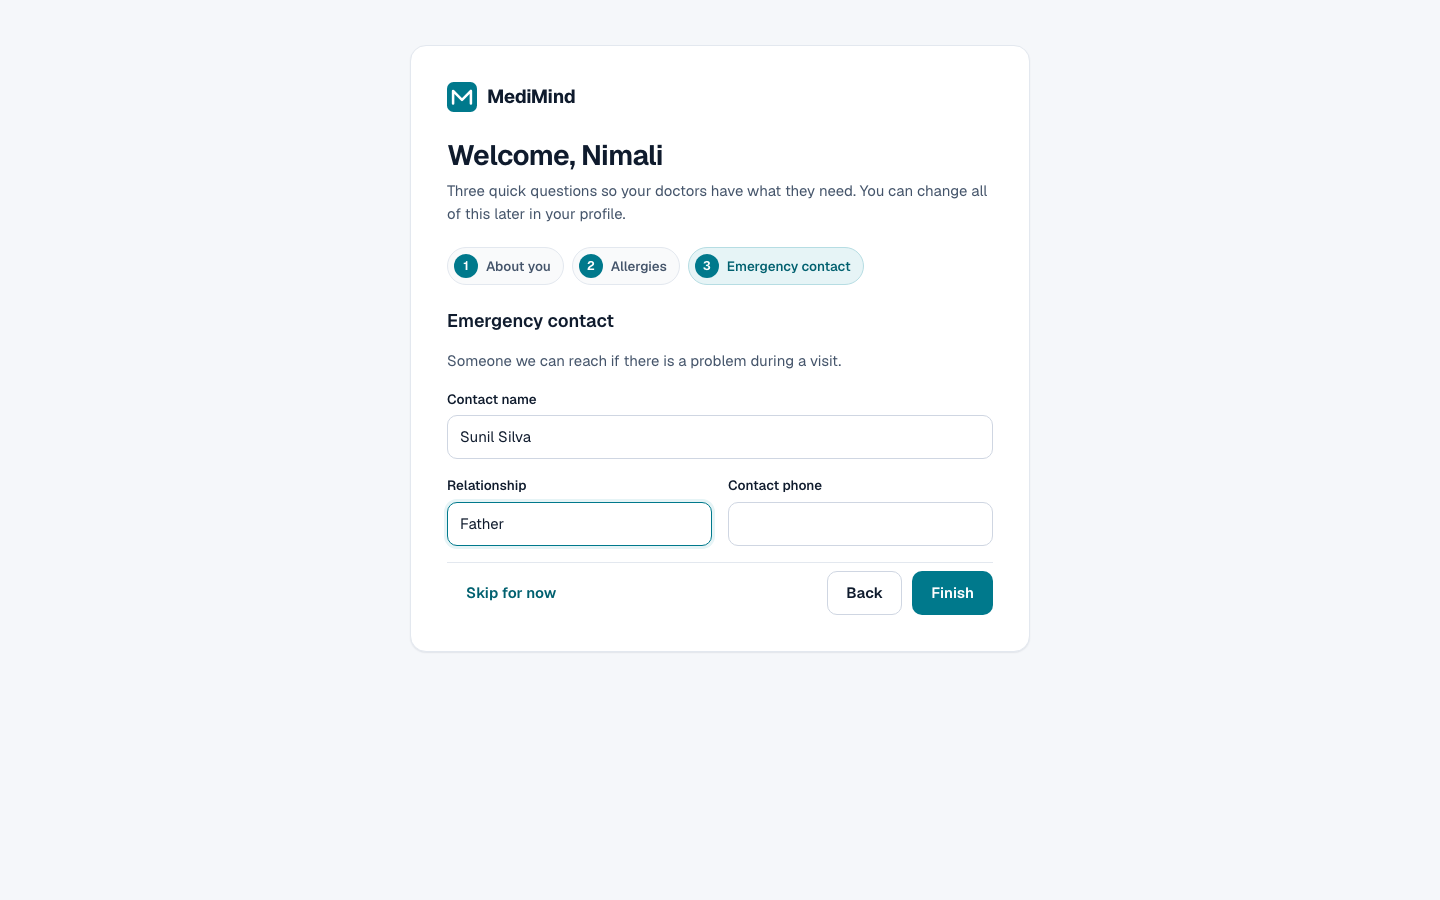 MediMind
Welcome, Nimali
Three quick questions so your doctors have what they need. You can change all
of this later in your profile.
1 About you 2 Allergies 3 Emergency contact
Emergency contact
Someone we can reach if there is a problem during a visit.
Contact name
Sunil Silva
Relationship Contact phone
Father
Skip for now Back Finish